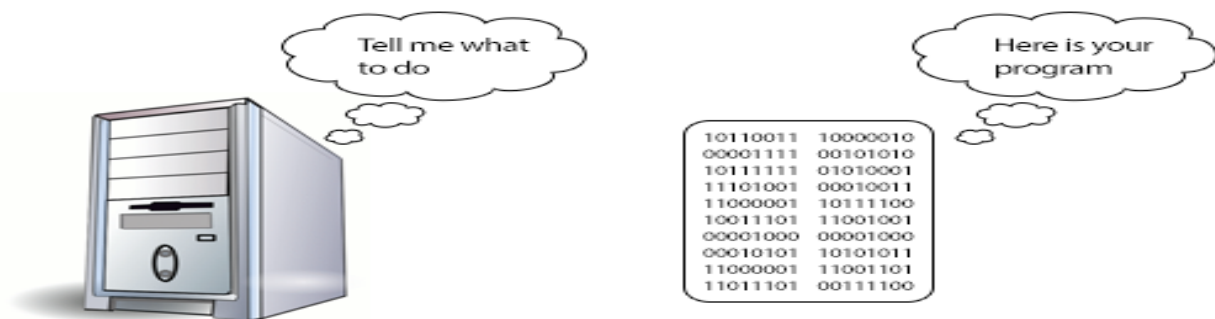 Tell me what
to do
Here is your
program
10110011 10000010
00001111 00101010
10111111 01010001
11101001 00010011
11000001 10111100
10011101 11001001
00001000 00001000
00010101 10101011
11000001 11001101
11011101 00111100